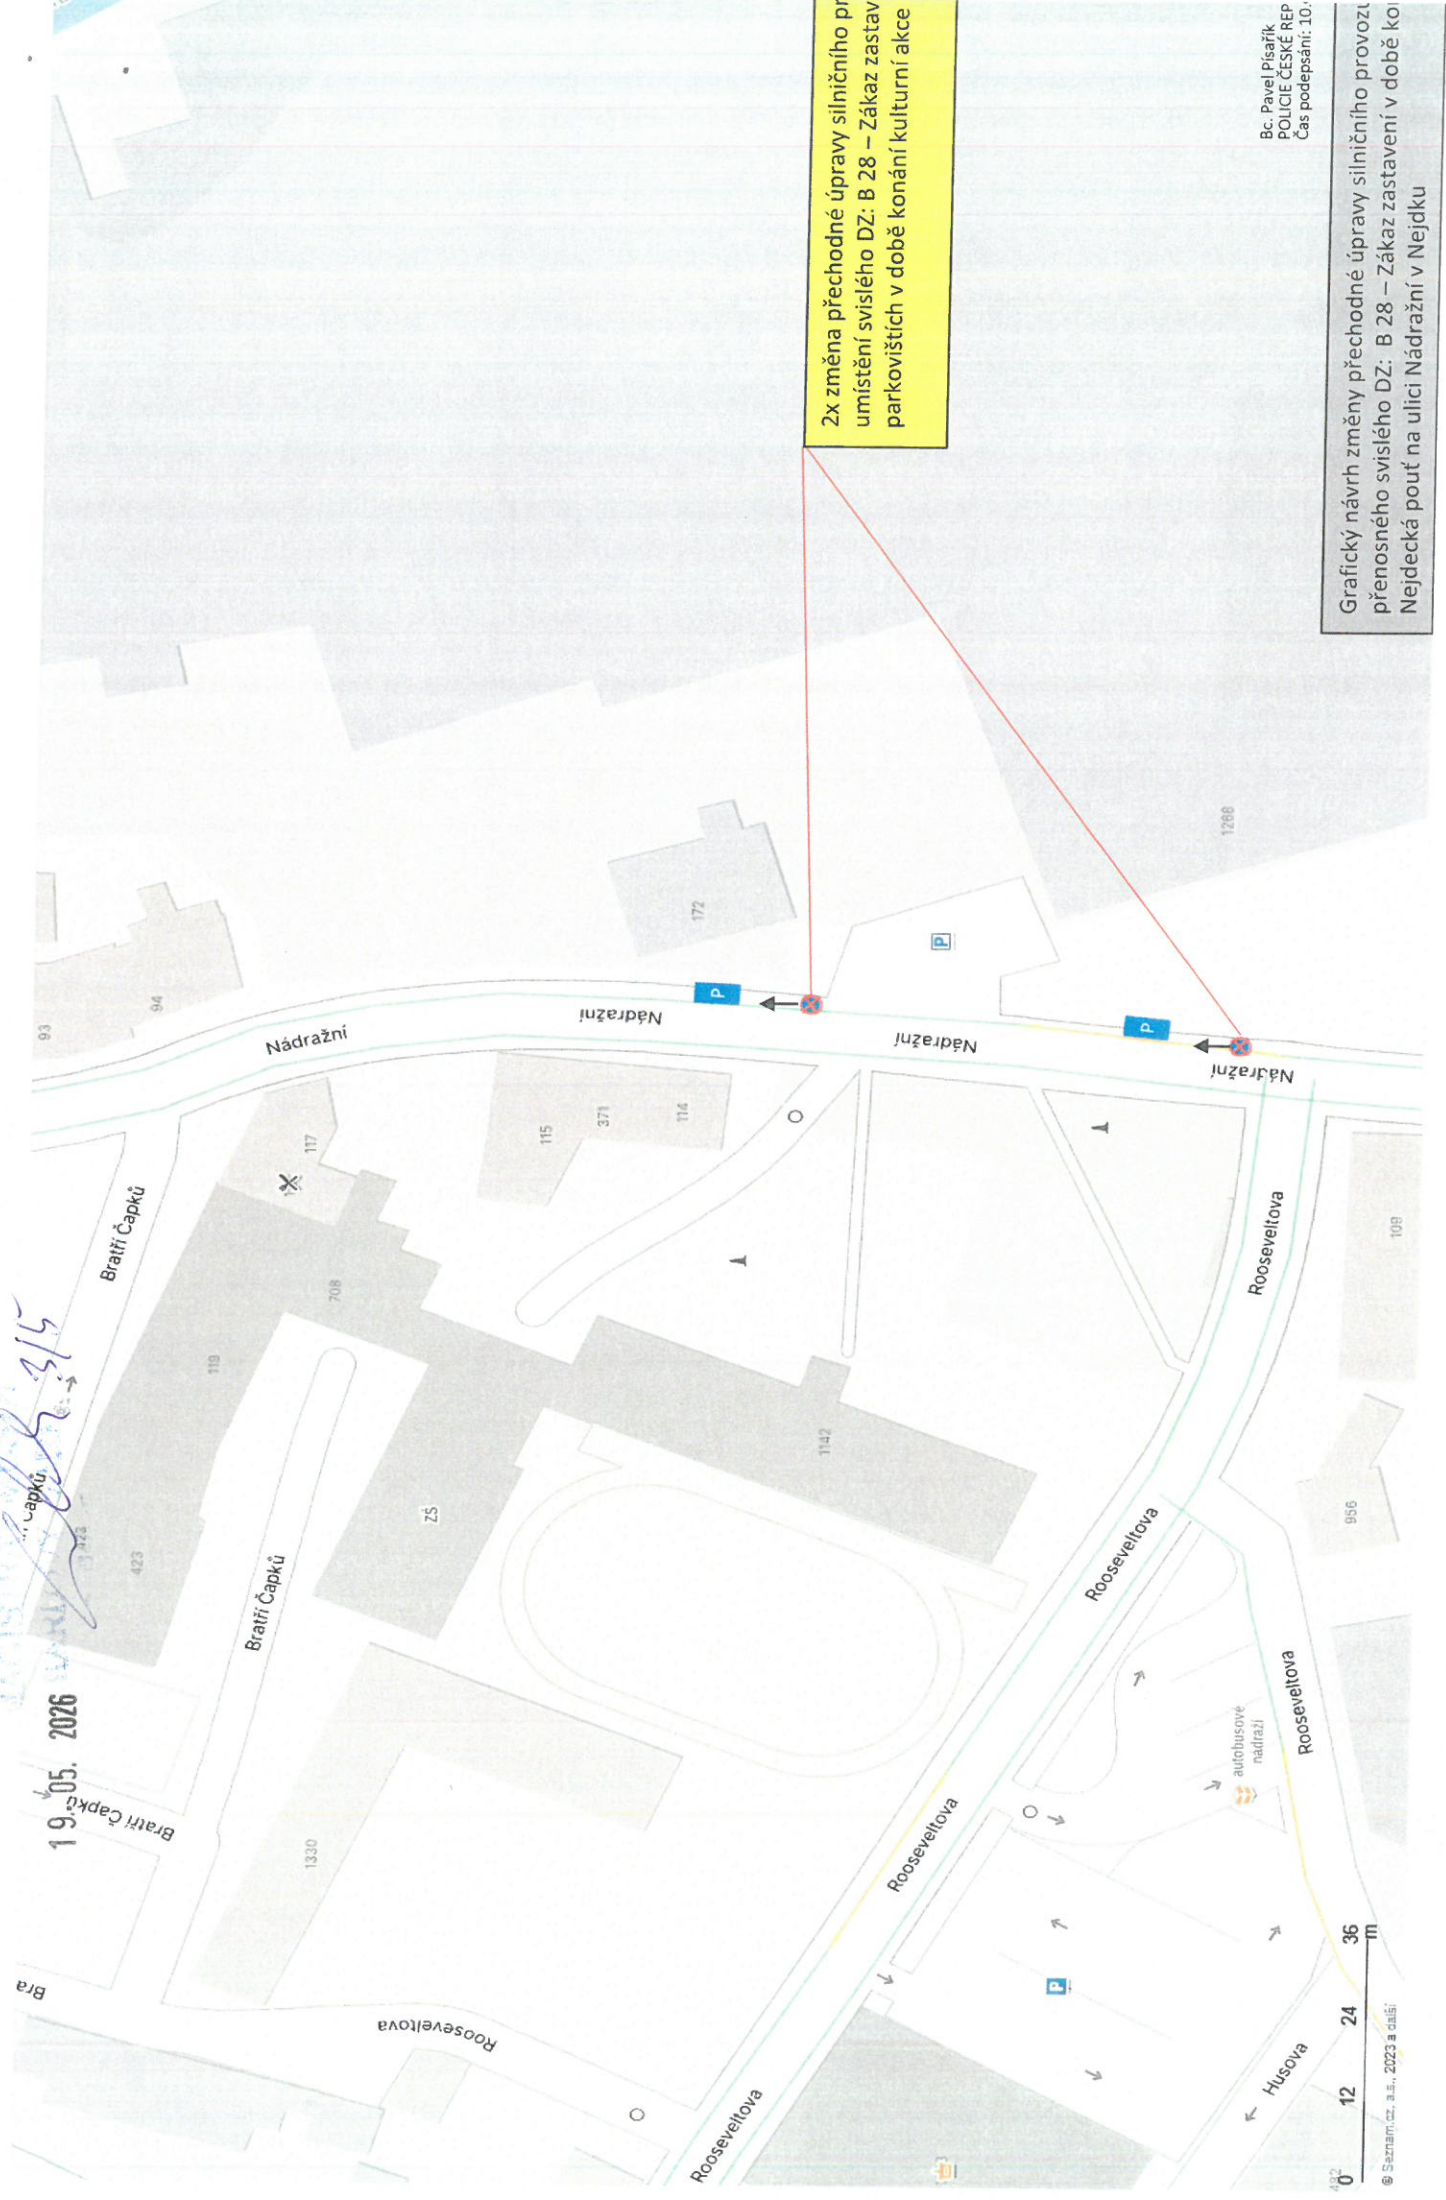 19. 05. 2026
2x změna přechodné úpravy silničního pr
umístění svislého DZ: B 28 – Zákaz zastav
parkovištích v době konání kulturní akce
Bc. Pavel Písařík
POLICIE ČESKÉ REP
Čas podepsání: 10.
Grafický návrh změny přechodné úpravy silničního provozu
přenosného svislého DZ: B 28 – Zákaz zastavení v době ko
Nejdecká pouť na ulici Nádražní v Nejdku
93
94
Nádražní
Nádražní
Nádražní
Nádražní
P
P
P
172
1268
Bratří Čapků
117
115
371
114
708
119
Čapků
423
Bratří Čapků
ZŠ
1142
Bratří Čapků
1330
Bra
Rooseveltova
Rooseveltova
Rooseveltova
Rooseveltova
Rooseveltova
Rooseveltova
109
956
autobusové
nádraží
P
Husova
0 12 24 36
m
© Seznam.cz, a.s., 2023 a další